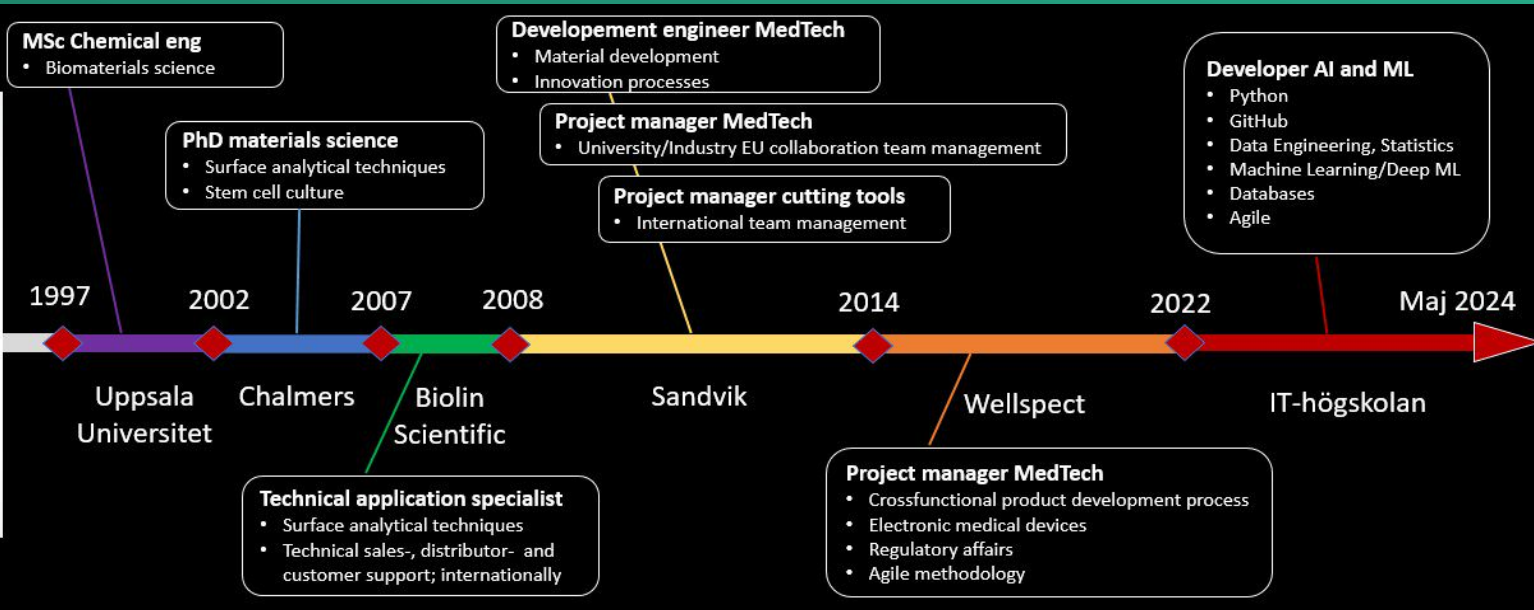 MSc Chemical eng
• Biomaterials science
PhD materials science
• Surface analytical techniques
• Stem cell culture
Developement engineer MedTech
• Material development
• Innovation processes
Project manager MedTech
• University/Industry EU collaboration team management
Project manager cutting tools
• International team management
Developer AI and ML
• Python
• GitHub
• Data Engineering, Statistics
• Machine Learning/Deep ML
• Databases
• Agile
1997
2002
2007
2008
2014
2022
Maj 2024
Uppsala
Universitet
Chalmers
Biolin
Scientific
Sandvik
Wellspect
IT-högskolan
Technical application specialist
• Surface analytical techniques
• Technical sales-, distributor- and
customer support; internationally
Project manager MedTech
• Crossfunctional product development process
• Electronic medical devices
• Regulatory affairs
• Agile methodology